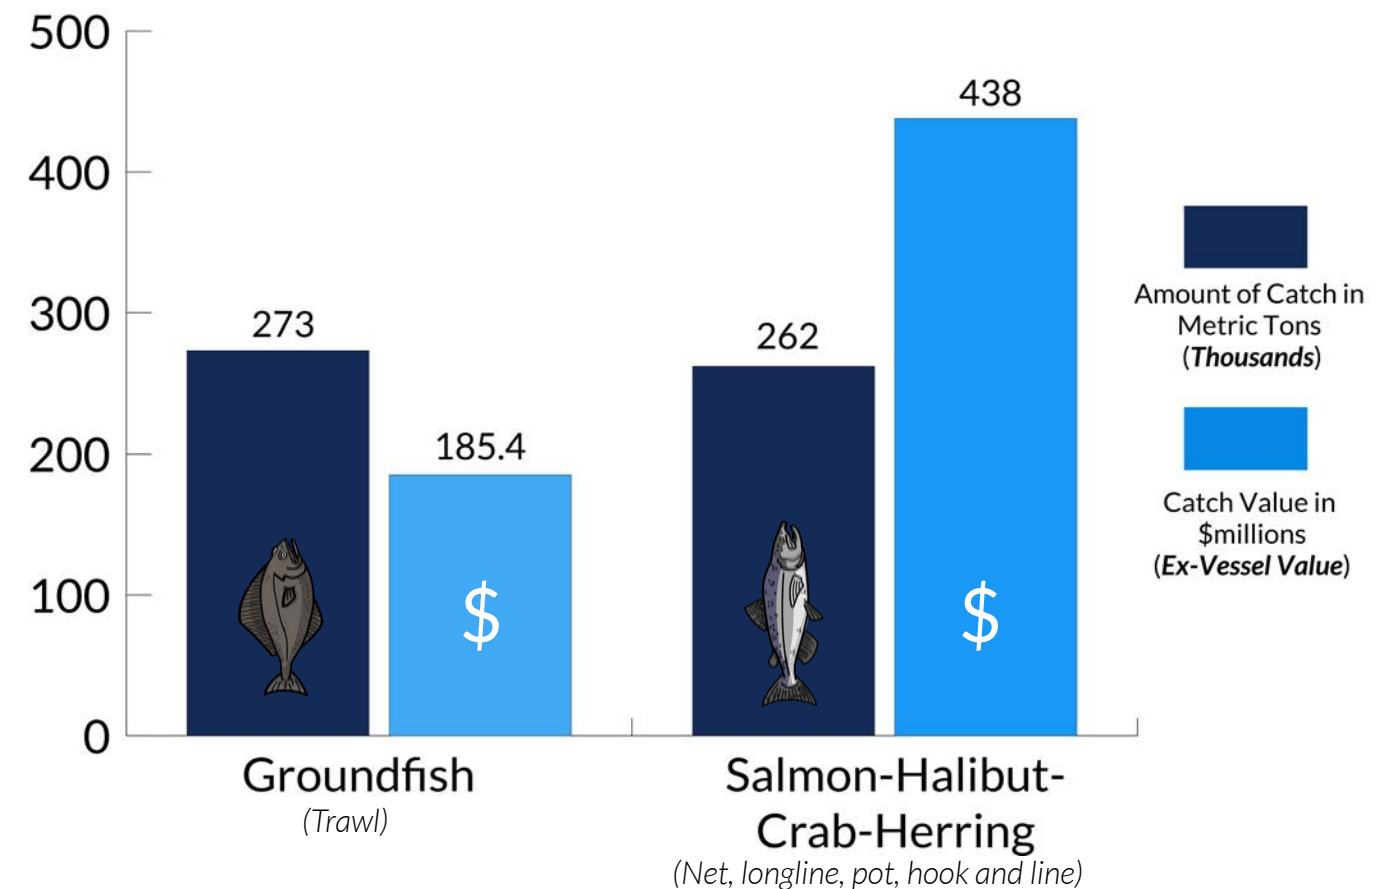 500
400
300
200
100
0
273
185.4
262
438
$
$
Groundfish
(Trawl)
Salmon-Halibut-
Crab-Herring
(Net, longline, pot, hook and line)
Amount of Catch in
Metric Tons
(Thousands)
Catch Value in
$millions
(Ex-Vessel Value)